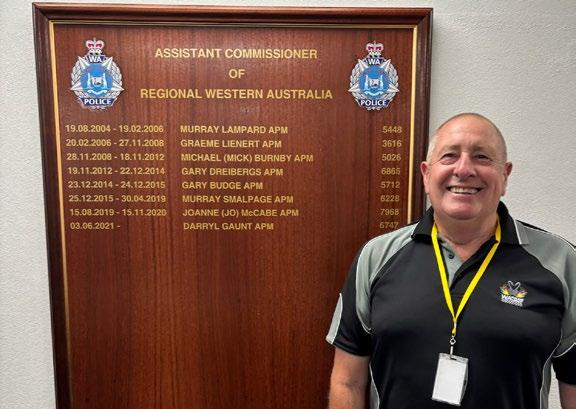 WA
POLICE
WA
POLICE
ASSISTANT COMMISSIONER
OF
REGIONAL WESTERN AUSTRALIA
19.08.2004 - 19.02.2006 MURRAY LAMPARD APM 5448
20.02.2006 - 27.11.2008 GRAEME LIENERT APM 3616
28.11.2008 - 18.11.2012 MICHAEL (MICK) BURNBY APM 5026
19.11.2012 - 22.12.2014 GARY DREIBERGS APM 6865
23.12.2014 - 24.12.2015 GARY BUDGE APM 5712
25.12.2015 - 30.04.2019 MURRAY SMALPAGE APM 8228
15.08.2019 - 15.11.2020 JOANNE (JO) McCABE APM 7968
03.06.2021 - DARRYL GAUNT APM 6747